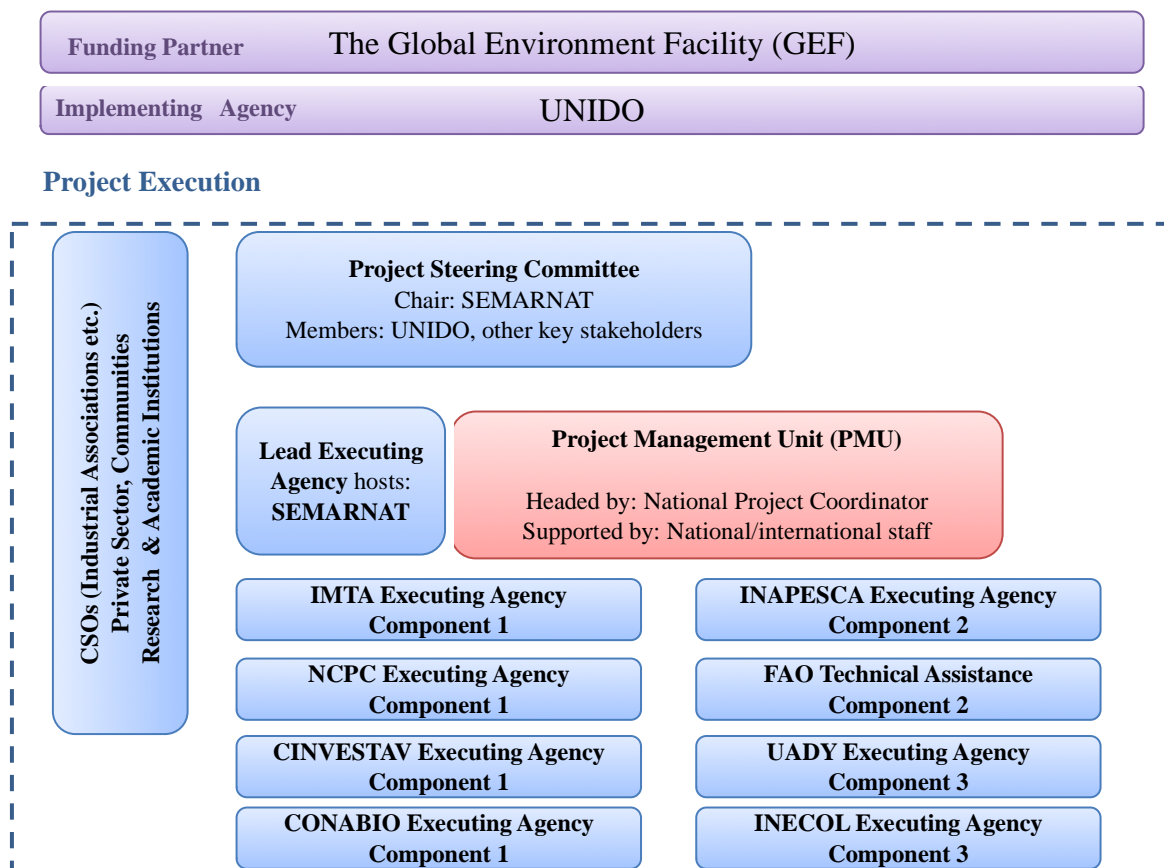 Funding Partner The Global Environment Facility (GEF)
Implementing Agency UNIDO
Project Execution
CSOs (Industrial Associations etc.)
Private Sector, Communities
Research & Academic Institutions
Project Steering Committee
Chair: SEMARNAT
Members: UNIDO, other key stakeholders
Lead Executing
Agency hosts:
SEMARNAT
Project Management Unit (PMU)
Headed by: National Project Coordinator
Supported by: National/international staff
IMTA Executing Agency
Component 1
INAPESCA Executing Agency
Component 2
NCPC Executing Agency
Component 1
FAO Technical Assistance
Component 2
CINVESTAV Executing Agency
Component 1
UADY Executing Agency
Component 3
CONABIO Executing Agency
Component 1
INECOL Executing Agency
Component 3